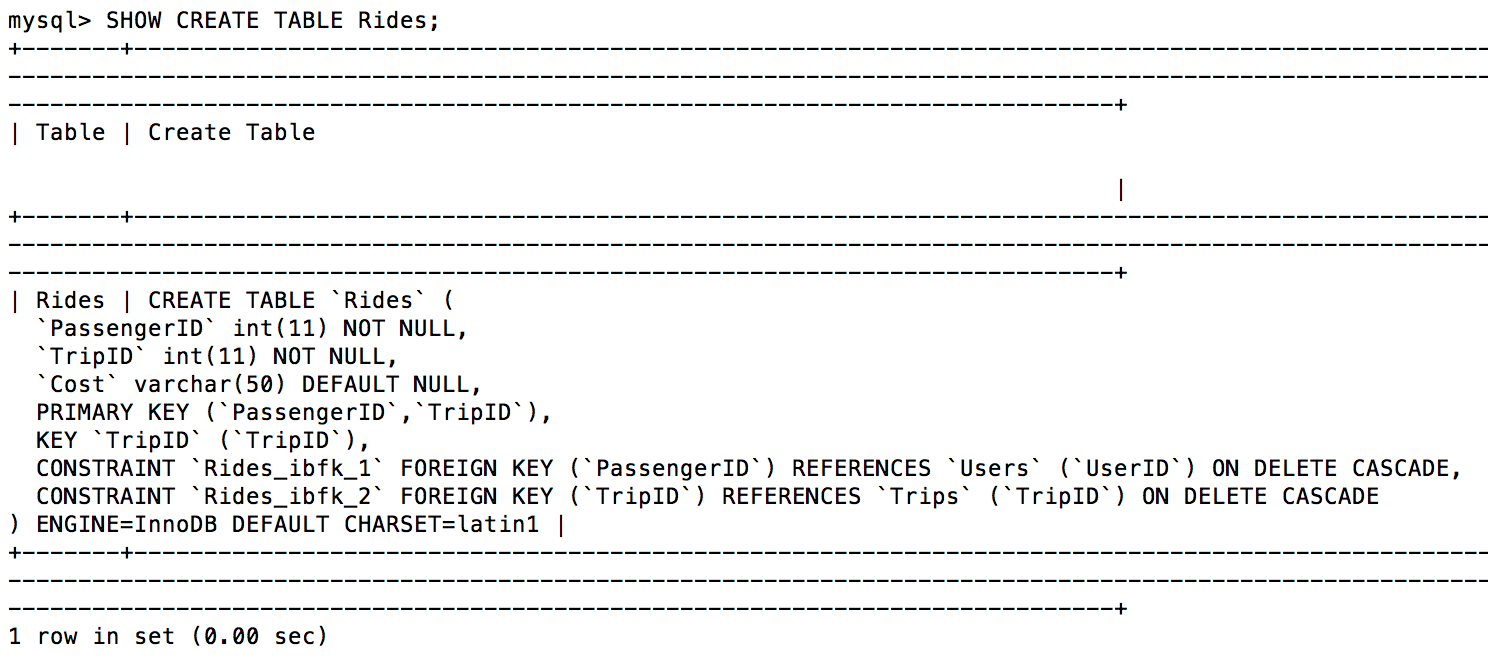 mysql> SHOW CREATE TABLE Rides;
+-------+------------------------------------------------------------------------------------------------
----------------------------------------------------------------------------------------------------------
-------------------------------------------------------------------------------+
| Table | Create Table
|
+-------+------------------------------------------------------------------------------------------------
----------------------------------------------------------------------------------------------------------
-------------------------------------------------------------------------------+
| Rides | CREATE TABLE `Rides` (
  `PassengerID` int(11) NOT NULL,
  `TripID` int(11) NOT NULL,
  `Cost` varchar(50) DEFAULT NULL,
  PRIMARY KEY (`PassengerID`,`TripID`),
  KEY `TripID` (`TripID`),
  CONSTRAINT `Rides_ibfk_1` FOREIGN KEY (`PassengerID`) REFERENCES `Users` (`UserID`) ON DELETE CASCADE,
  CONSTRAINT `Rides_ibfk_2` FOREIGN KEY (`TripID`) REFERENCES `Trips` (`TripID`) ON DELETE CASCADE
) ENGINE=InnoDB DEFAULT CHARSET=latin1 |
+-------+------------------------------------------------------------------------------------------------
----------------------------------------------------------------------------------------------------------
-------------------------------------------------------------------------------+
1 row in set (0.00 sec)